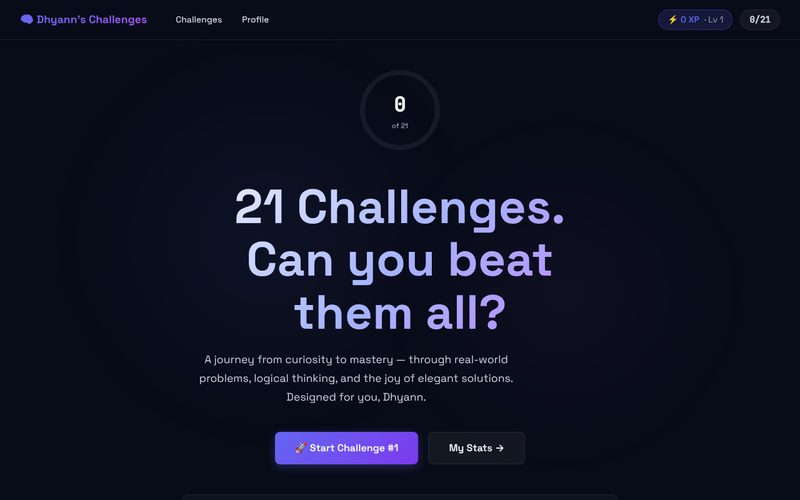 🧠 Dhyann's Challenges Challenges Profile ⚡ 0 XP · Lv 1 0/21
0
of 21
21 Challenges.
Can you beat
them all?
A journey from curiosity to mastery — through real-world
problems, logical thinking, and the joy of elegant solutions.
Designed for you, Dhyann.
🚀 Start Challenge #1 My Stats →